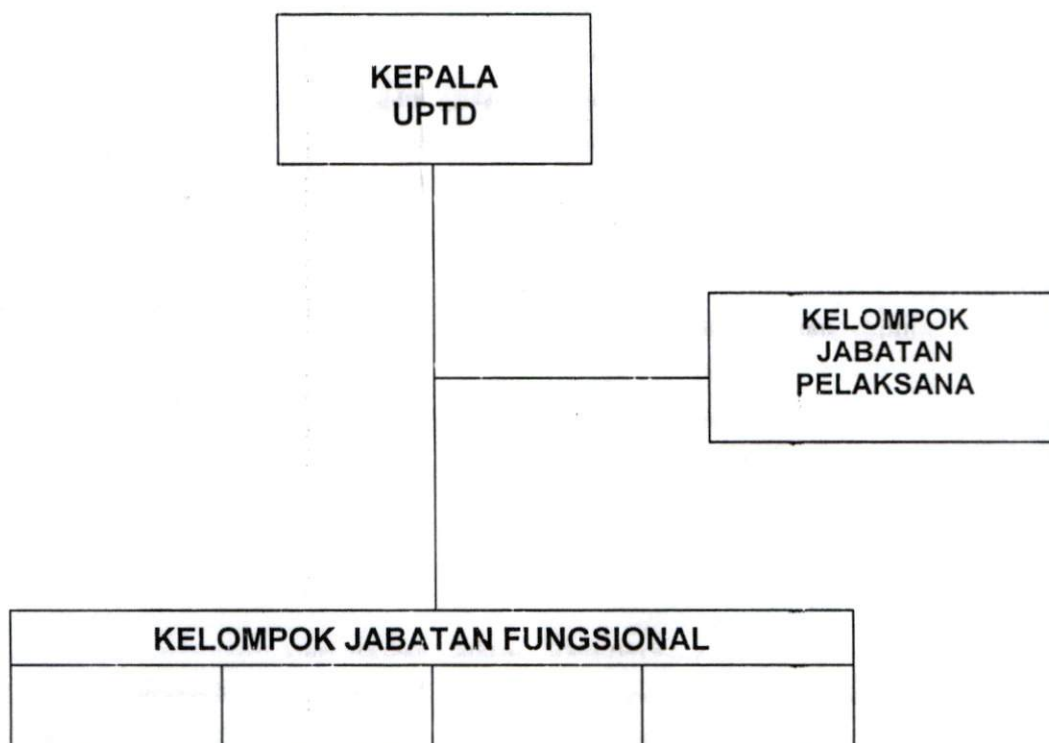 KEPALA
UPTD
KELOMPOK
JABATAN
PELAKSANA
KELOMPOK JABATAN FUNGSIONAL